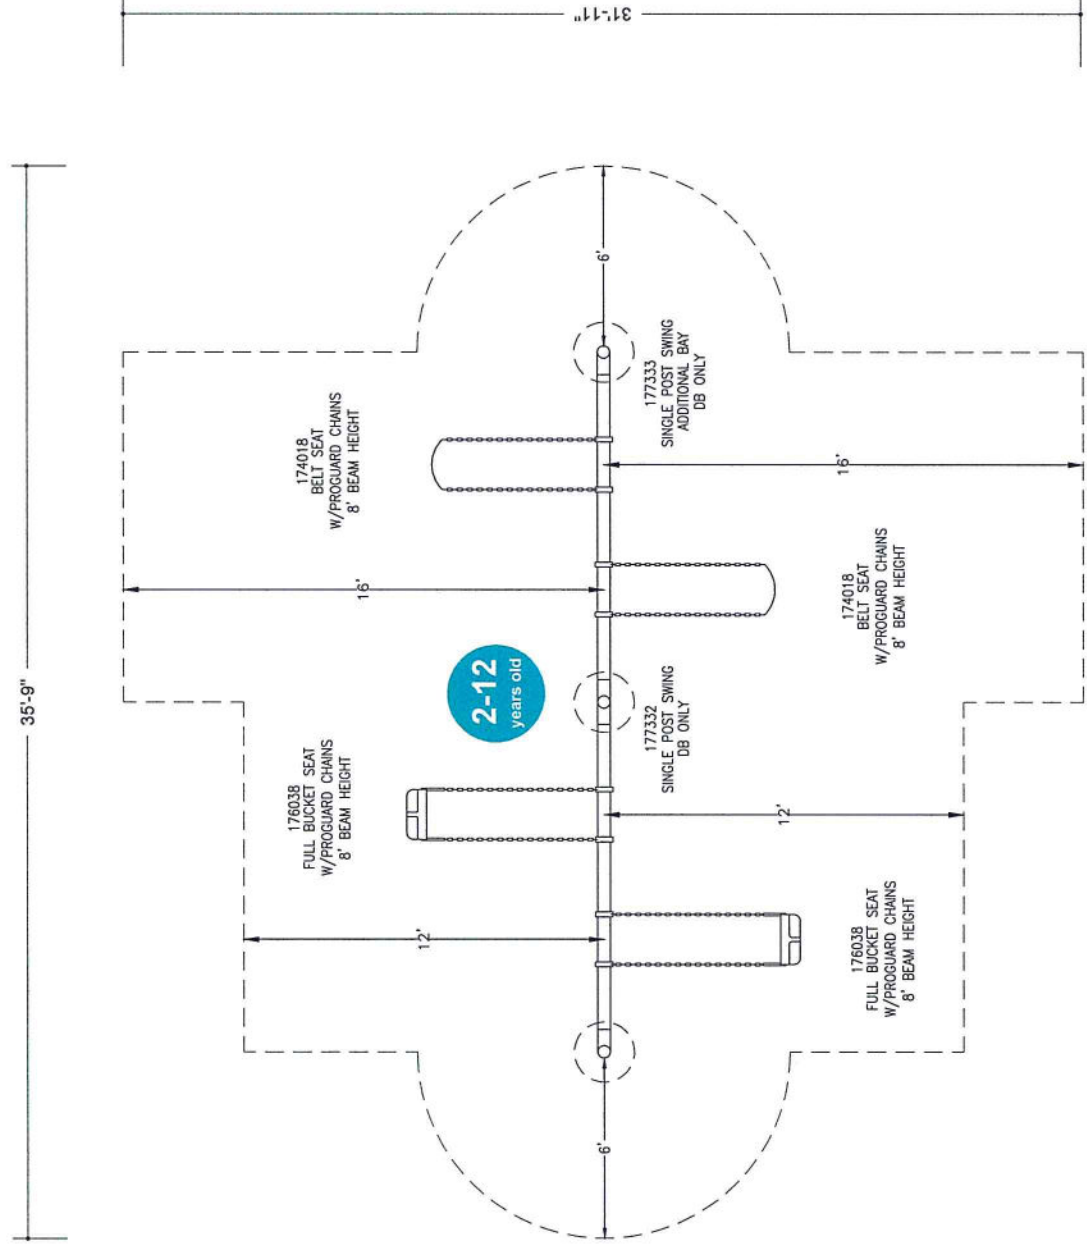 31'-11"
35'-9"
6'
177333
SINGLE POST SWING
ADDITIONAL BAY
DB ONLY
174018
BELT SEAT
W/PROGUARD CHAINS
8' BEAM HEIGHT
16'
16'
174018
BELT SEAT
W/PROGUARD CHAINS
8' BEAM HEIGHT
2-12
years old
177332
SINGLE POST SWING
DB ONLY
176038
FULL BUCKET SEAT
W/PROGUARD CHAINS
8' BEAM HEIGHT
12'
12'
176038
FULL BUCKET SEAT
W/PROGUARD CHAINS
8' BEAM HEIGHT
6'